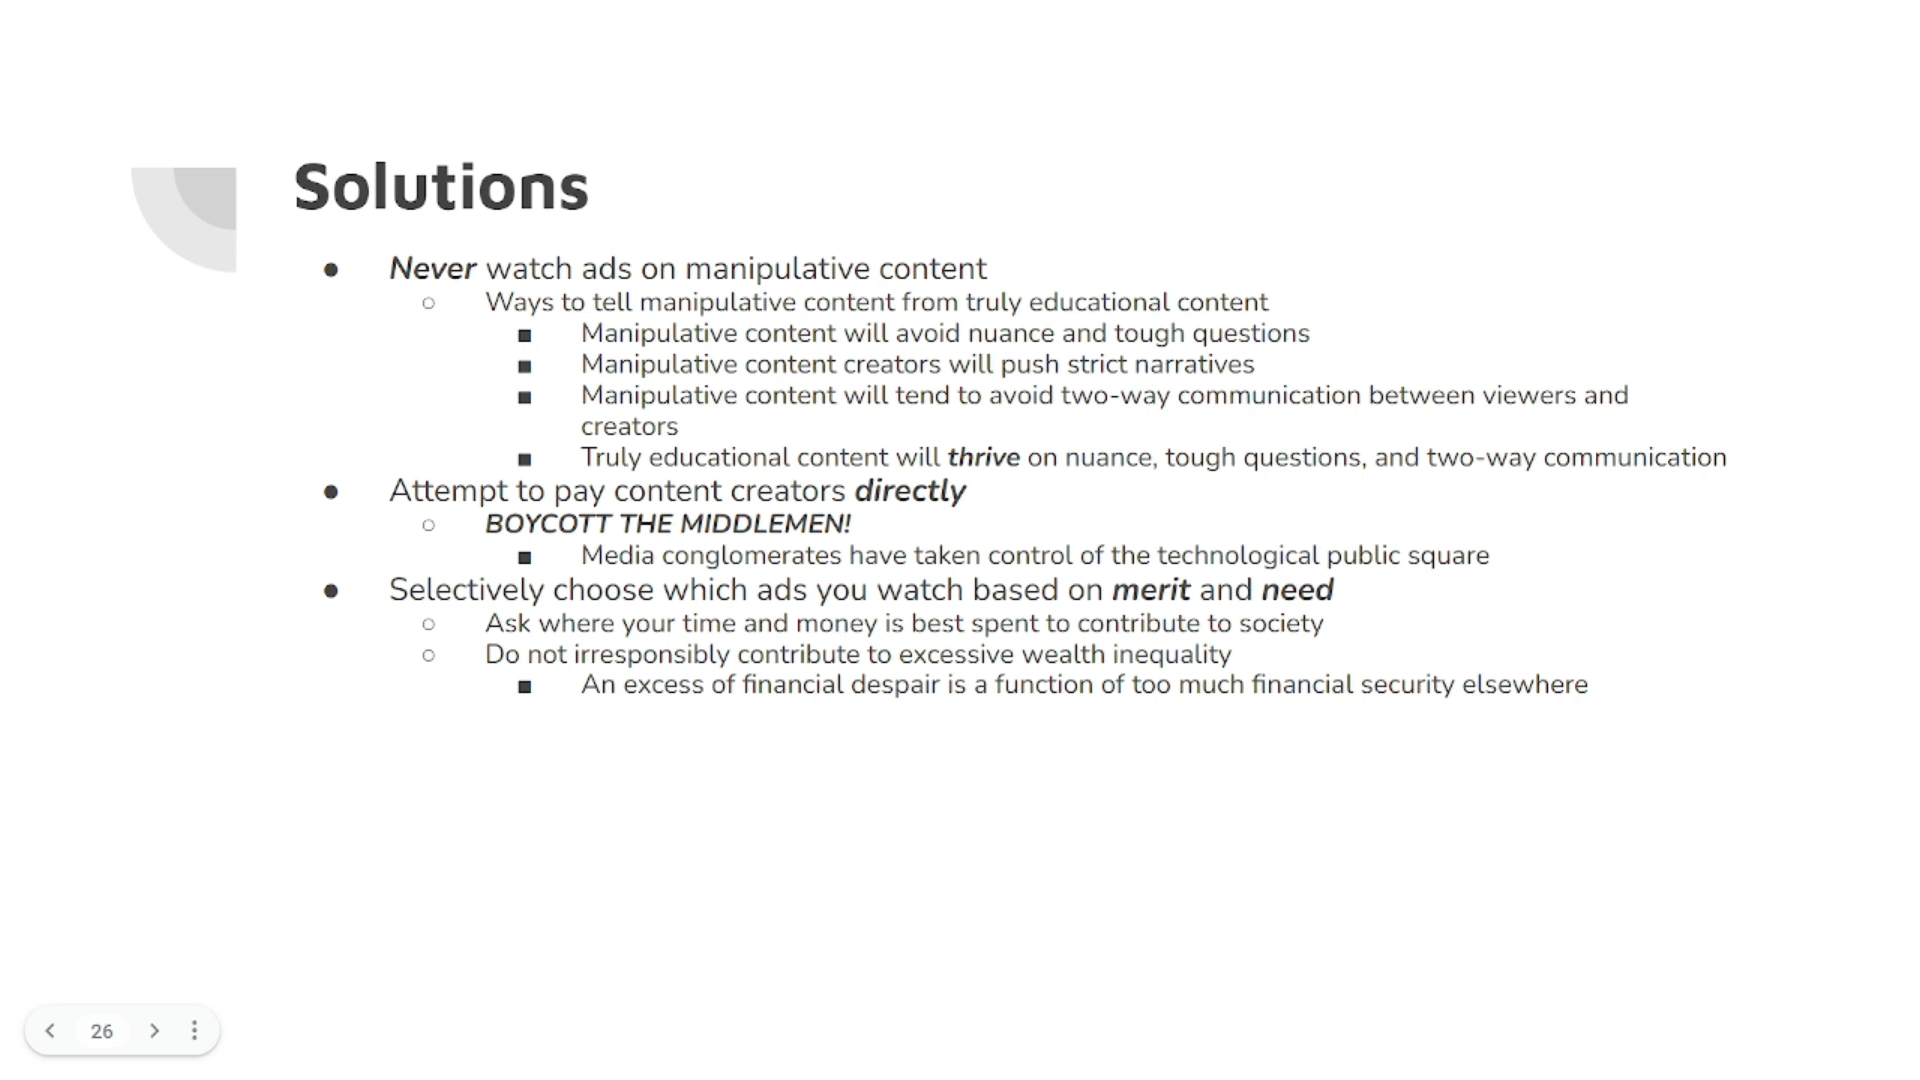 Solutions
● Never watch ads on manipulative content
○ Ways to tell manipulative content from truly educational content
■ Manipulative content will avoid nuance and tough questions
■ Manipulative content creators will push strict narratives
■ Manipulative content will tend to avoid two-way communication between viewers and
creators
■ Truly educational content will thrive on nuance, tough questions, and two-way communication
● Attempt to pay content creators directly
○ BOYCOTT THE MIDDLEMEN!
■ Media conglomerates have taken control of the technological public square
● Selectively choose which ads you watch based on merit and need
○ Ask where your time and money is best spent to contribute to society
○ Do not irresponsibly contribute to excessive wealth inequality
■ An excess of financial despair is a function of too much financial security elsewhere
26